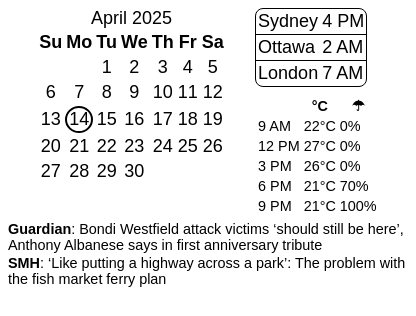 April 2025
Su Mo Tu We Th Fr Sa
1 2 3 4 5
6 7 8 9 10 11 12
13 14 15 16 17 18 19
20 21 22 23 24 25 26
27 28 29 30
Sydney 4 PM
Ottawa 2 AM
London 7 AM
°C ☂
9 AM 22°C 0%
12 PM 27°C 0%
3 PM 26°C 0%
6 PM 21°C 70%
9 PM 21°C 100%
Guardian: Bondi Westfield attack victims ‘should still be here’,
Anthony Albanese says in first anniversary tribute
SMH: ‘Like putting a highway across a park’: The problem with
the fish market ferry plan